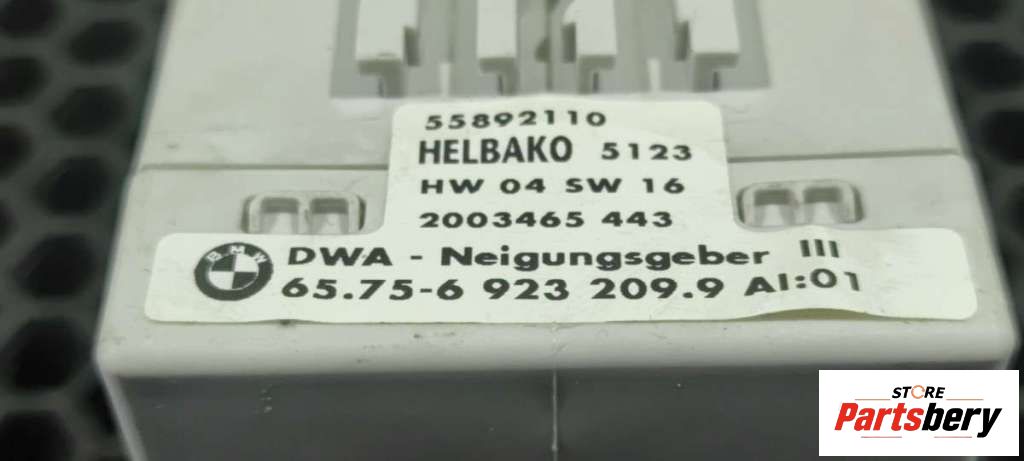 55892110
HELBAKO 5123
HW 04 SW 16
2003465 443
BMW DWA - Neigungsgeber III
65.75-6 923 209.9 AI:01
STORE
Partsbery